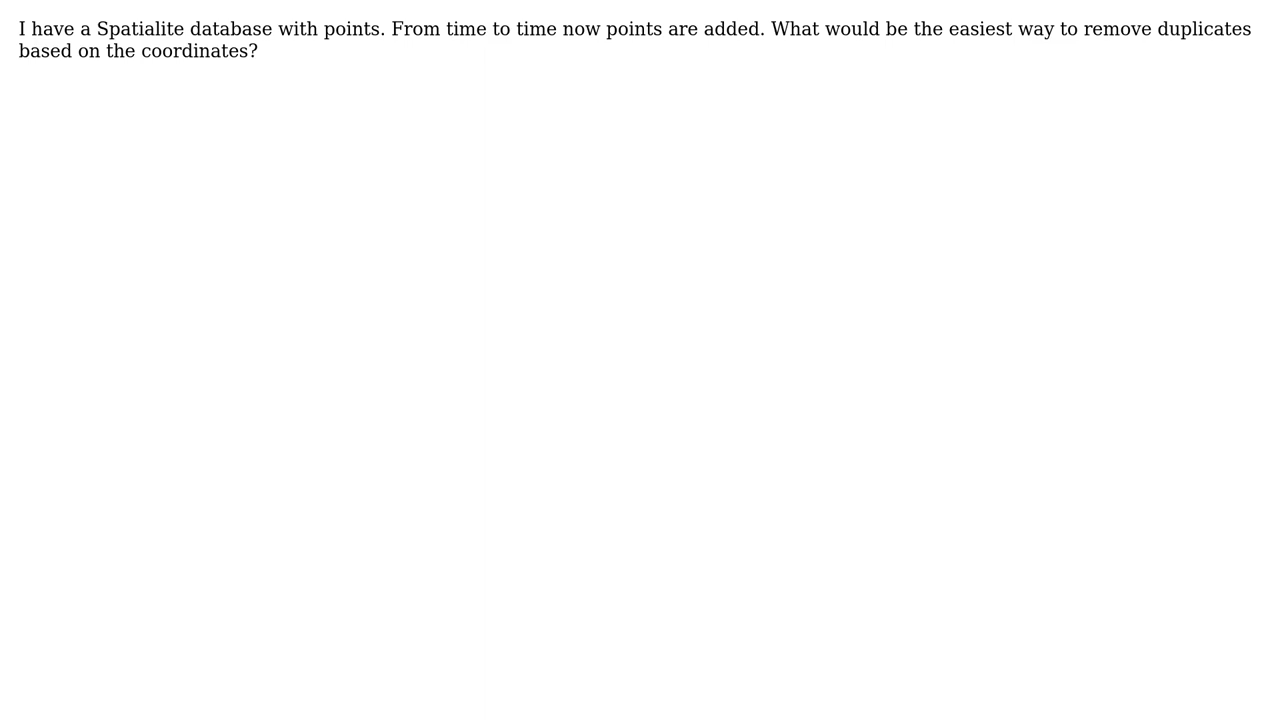 I have a Spatialite database with points. From time to time now points are added. What would be the easiest way to remove duplicates
based on the coordinates?